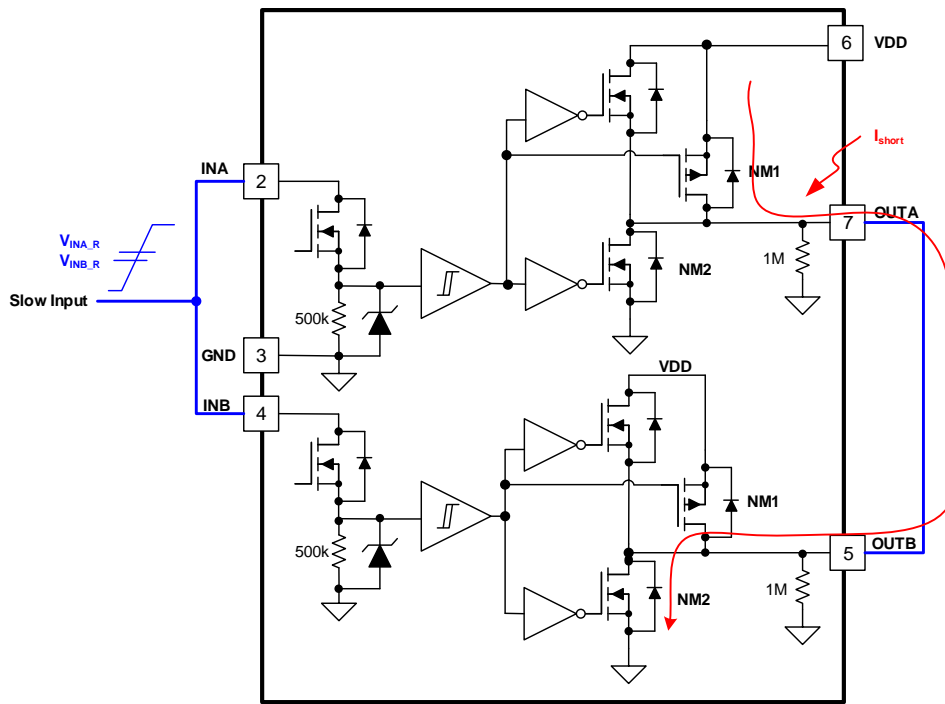 6
VDD
I_short
INA
2
NM1
OUTA
7
V_INA_R
V_INB_R
NM2
1M
Slow Input
500k
GND
3
VDD
INB
4
NM1
OUTB
5
500k
1M
NM2